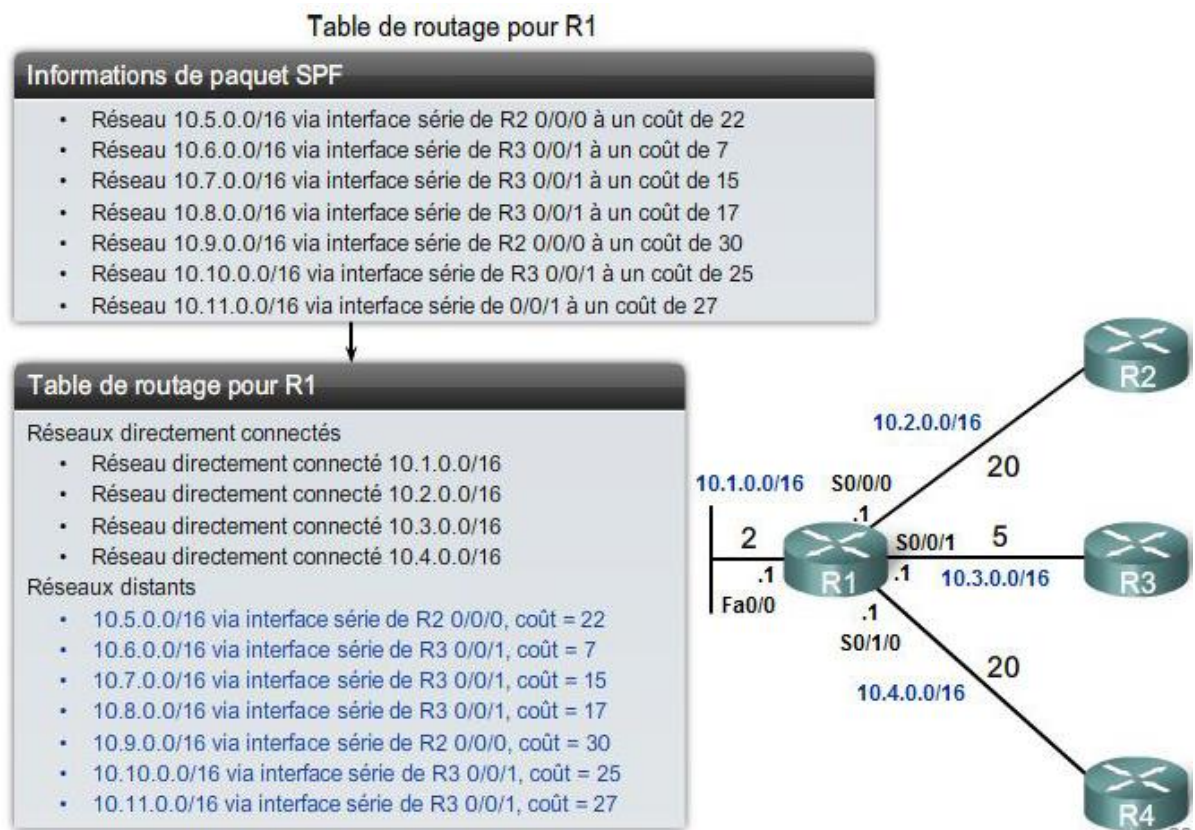 Table de routage pour R1
Informations de paquet SPF
• Réseau 10.5.0.0/16 via interface série de R2 0/0/0 à un coût de 22
• Réseau 10.6.0.0/16 via interface série de R3 0/0/1 à un coût de 7
• Réseau 10.7.0.0/16 via interface série de R3 0/0/1 à un coût de 15
• Réseau 10.8.0.0/16 via interface série de R3 0/0/1 à un coût de 17
• Réseau 10.9.0.0/16 via interface série de R2 0/0/0 à un coût de 30
• Réseau 10.10.0.0/16 via interface série de R3 0/0/1 à un coût de 25
• Réseau 10.11.0.0/16 via interface série de 0/0/1 à un coût de 27
Table de routage pour R1
Réseaux directement connectés
• Réseau directement connecté 10.1.0.0/16
• Réseau directement connecté 10.2.0.0/16
• Réseau directement connecté 10.3.0.0/16
• Réseau directement connecté 10.4.0.0/16
Réseaux distants
• 10.5.0.0/16 via interface série de R2 0/0/0, coût = 22
• 10.6.0.0/16 via interface série de R3 0/0/1, coût = 7
• 10.7.0.0/16 via interface série de R3 0/0/1, coût = 15
• 10.8.0.0/16 via interface série de R3 0/0/1, coût = 17
• 10.9.0.0/16 via interface série de R2 0/0/0, coût = 30
• 10.10.0.0/16 via interface série de R3 0/0/1, coût = 25
• 10.11.0.0/16 via interface série de R3 0/0/1, coût = 27
R2
10.2.0.0/16
20
10.1.0.0/16
S0/0/0
.1
2
S0/0/1
5
.1
R1
.1
10.3.0.0/16
R3
Fa0/0
.1
S0/1/0
20
10.4.0.0/16
R4